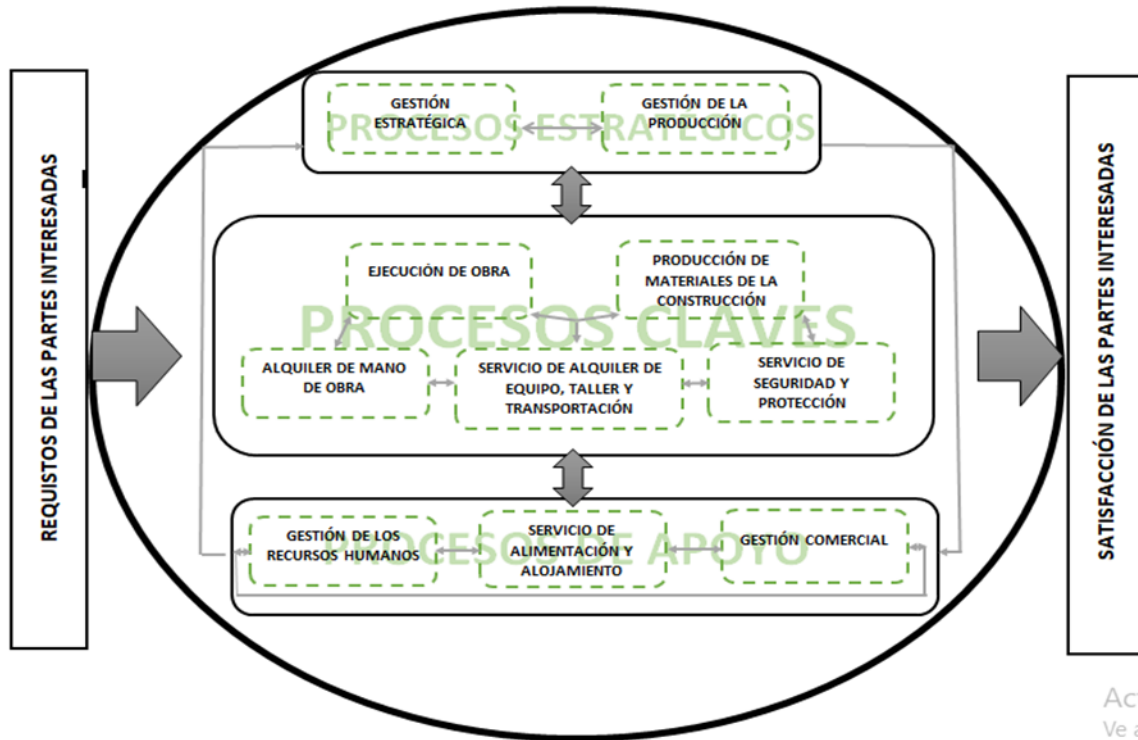 REQUISTOS DE LAS PARTES INTERESADAS
PROCESOS ESTRATEGICOS
GESTIÓN
ESTRATÉGICA
GESTIÓN DE LA
PRODUCCIÓN
PROCESOS CLAVES
EJECUCIÓN DE OBRA
PRODUCCIÓN DE
MATERIALES DE LA
CONSTRUCCIÓN
ALQUILER DE MANO
DE OBRA
SERVICIO DE ALQUILER DE
EQUIPO, TALLER Y
TRANSPORTACIÓN
SERVICIO DE
SEGURIDAD Y
PROTECCIÓN
PROCESOS DE APOYO
GESTIÓN DE LOS
RECURSOS HUMANOS
SERVICIO DE
ALIMENTACIÓN Y
ALOJAMIENTO
GESTIÓN COMERCIAL
SATISFACCIÓN DE LAS PARTES INTERESADAS
Ve a